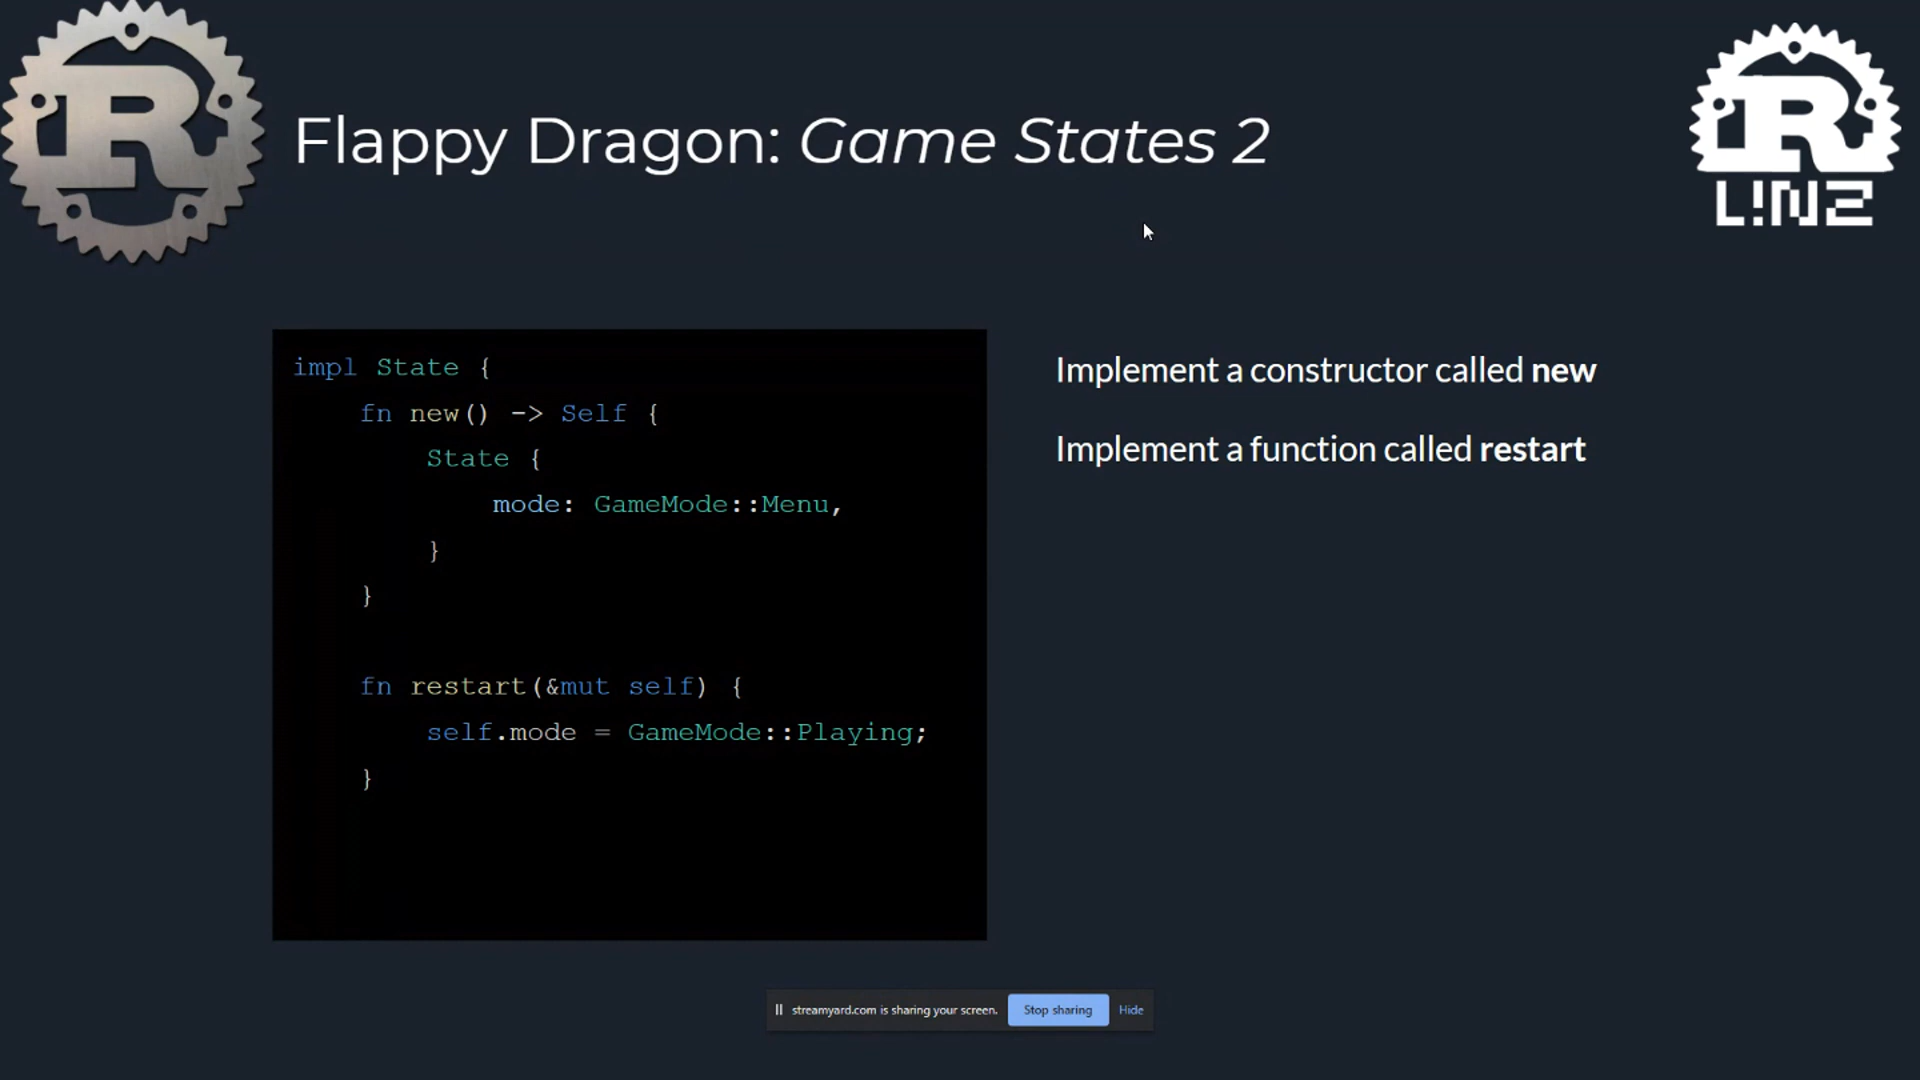 Flappy Dragon: Game States 2
R
R
L!NZ
impl State {
fn new() -> Self {
State {
mode: GameMode::Menu,
}
}
fn restart(&mut self) {
self.mode = GameMode::Playing;
}
Implement a constructor called new
Implement a function called restart
streamyard.com is sharing your screen. Stop sharing Hide